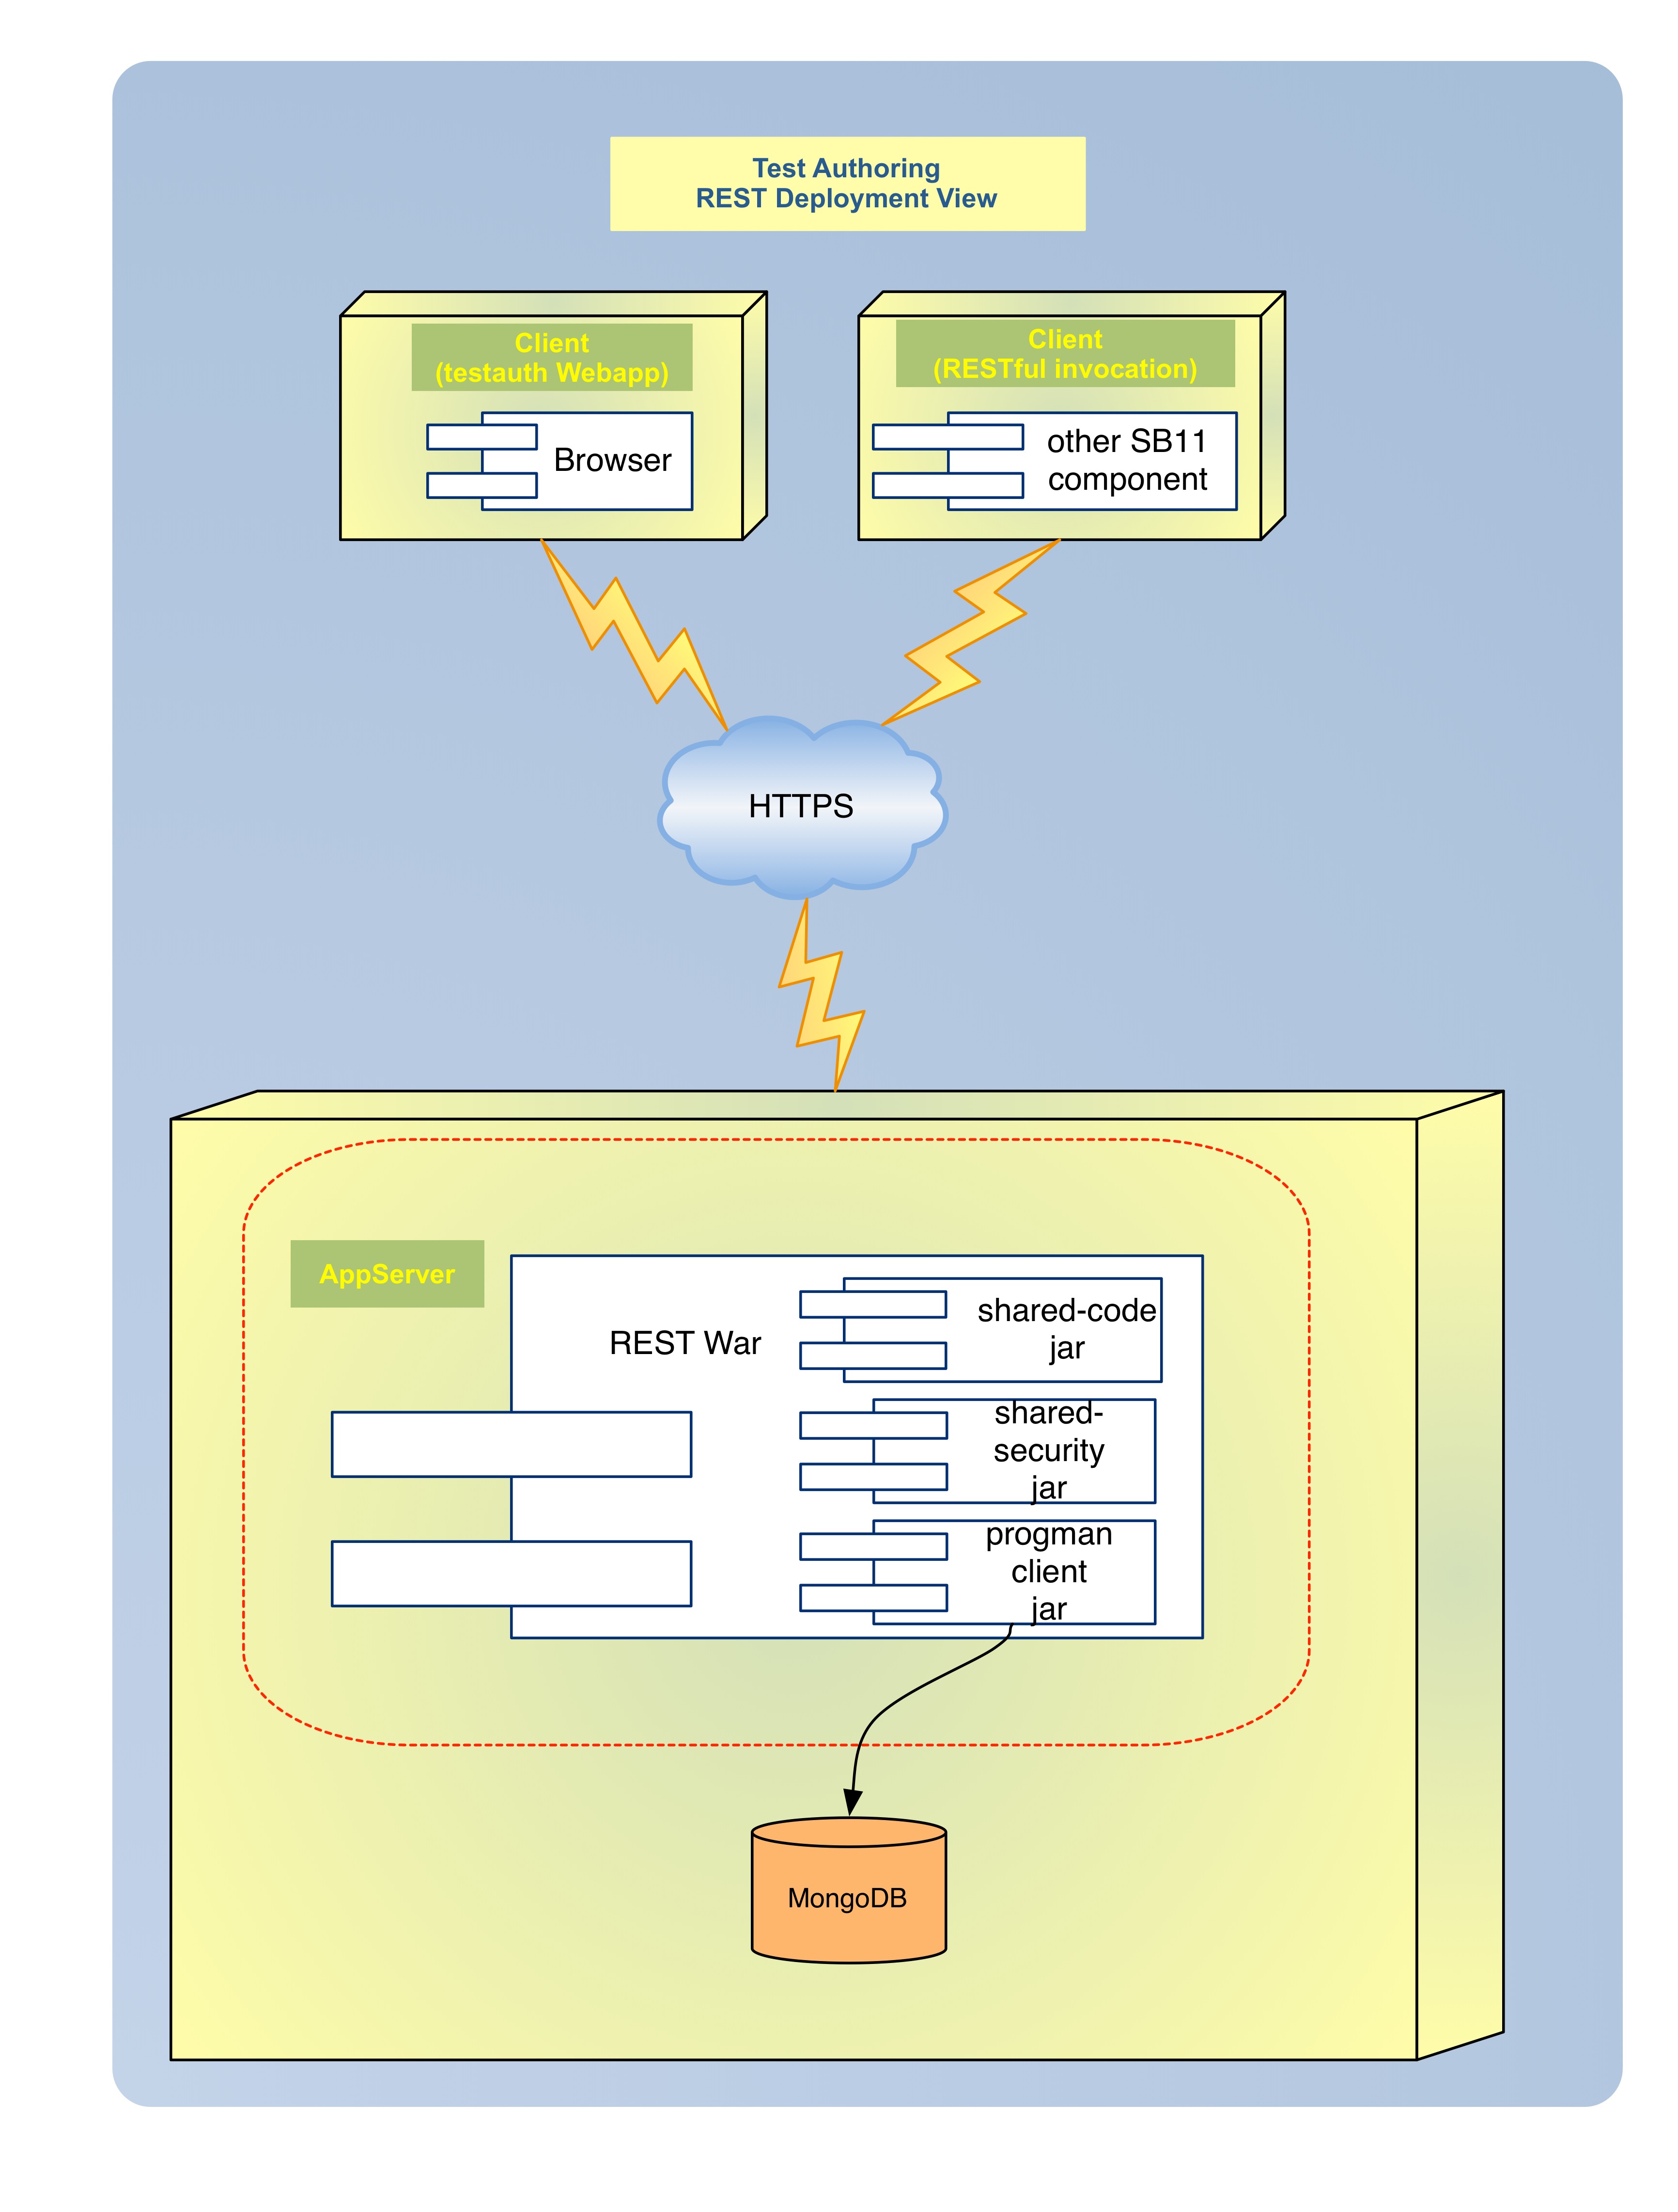 Test Authoring
REST Deployment View
Client
(testauth Webapp)
Browser
Client
(RESTful invocation)
other SB11
component
HTTPS
AppServer
REST War
shared-code
jar
shared-
security
jar
progman
client
jar
MongoDB